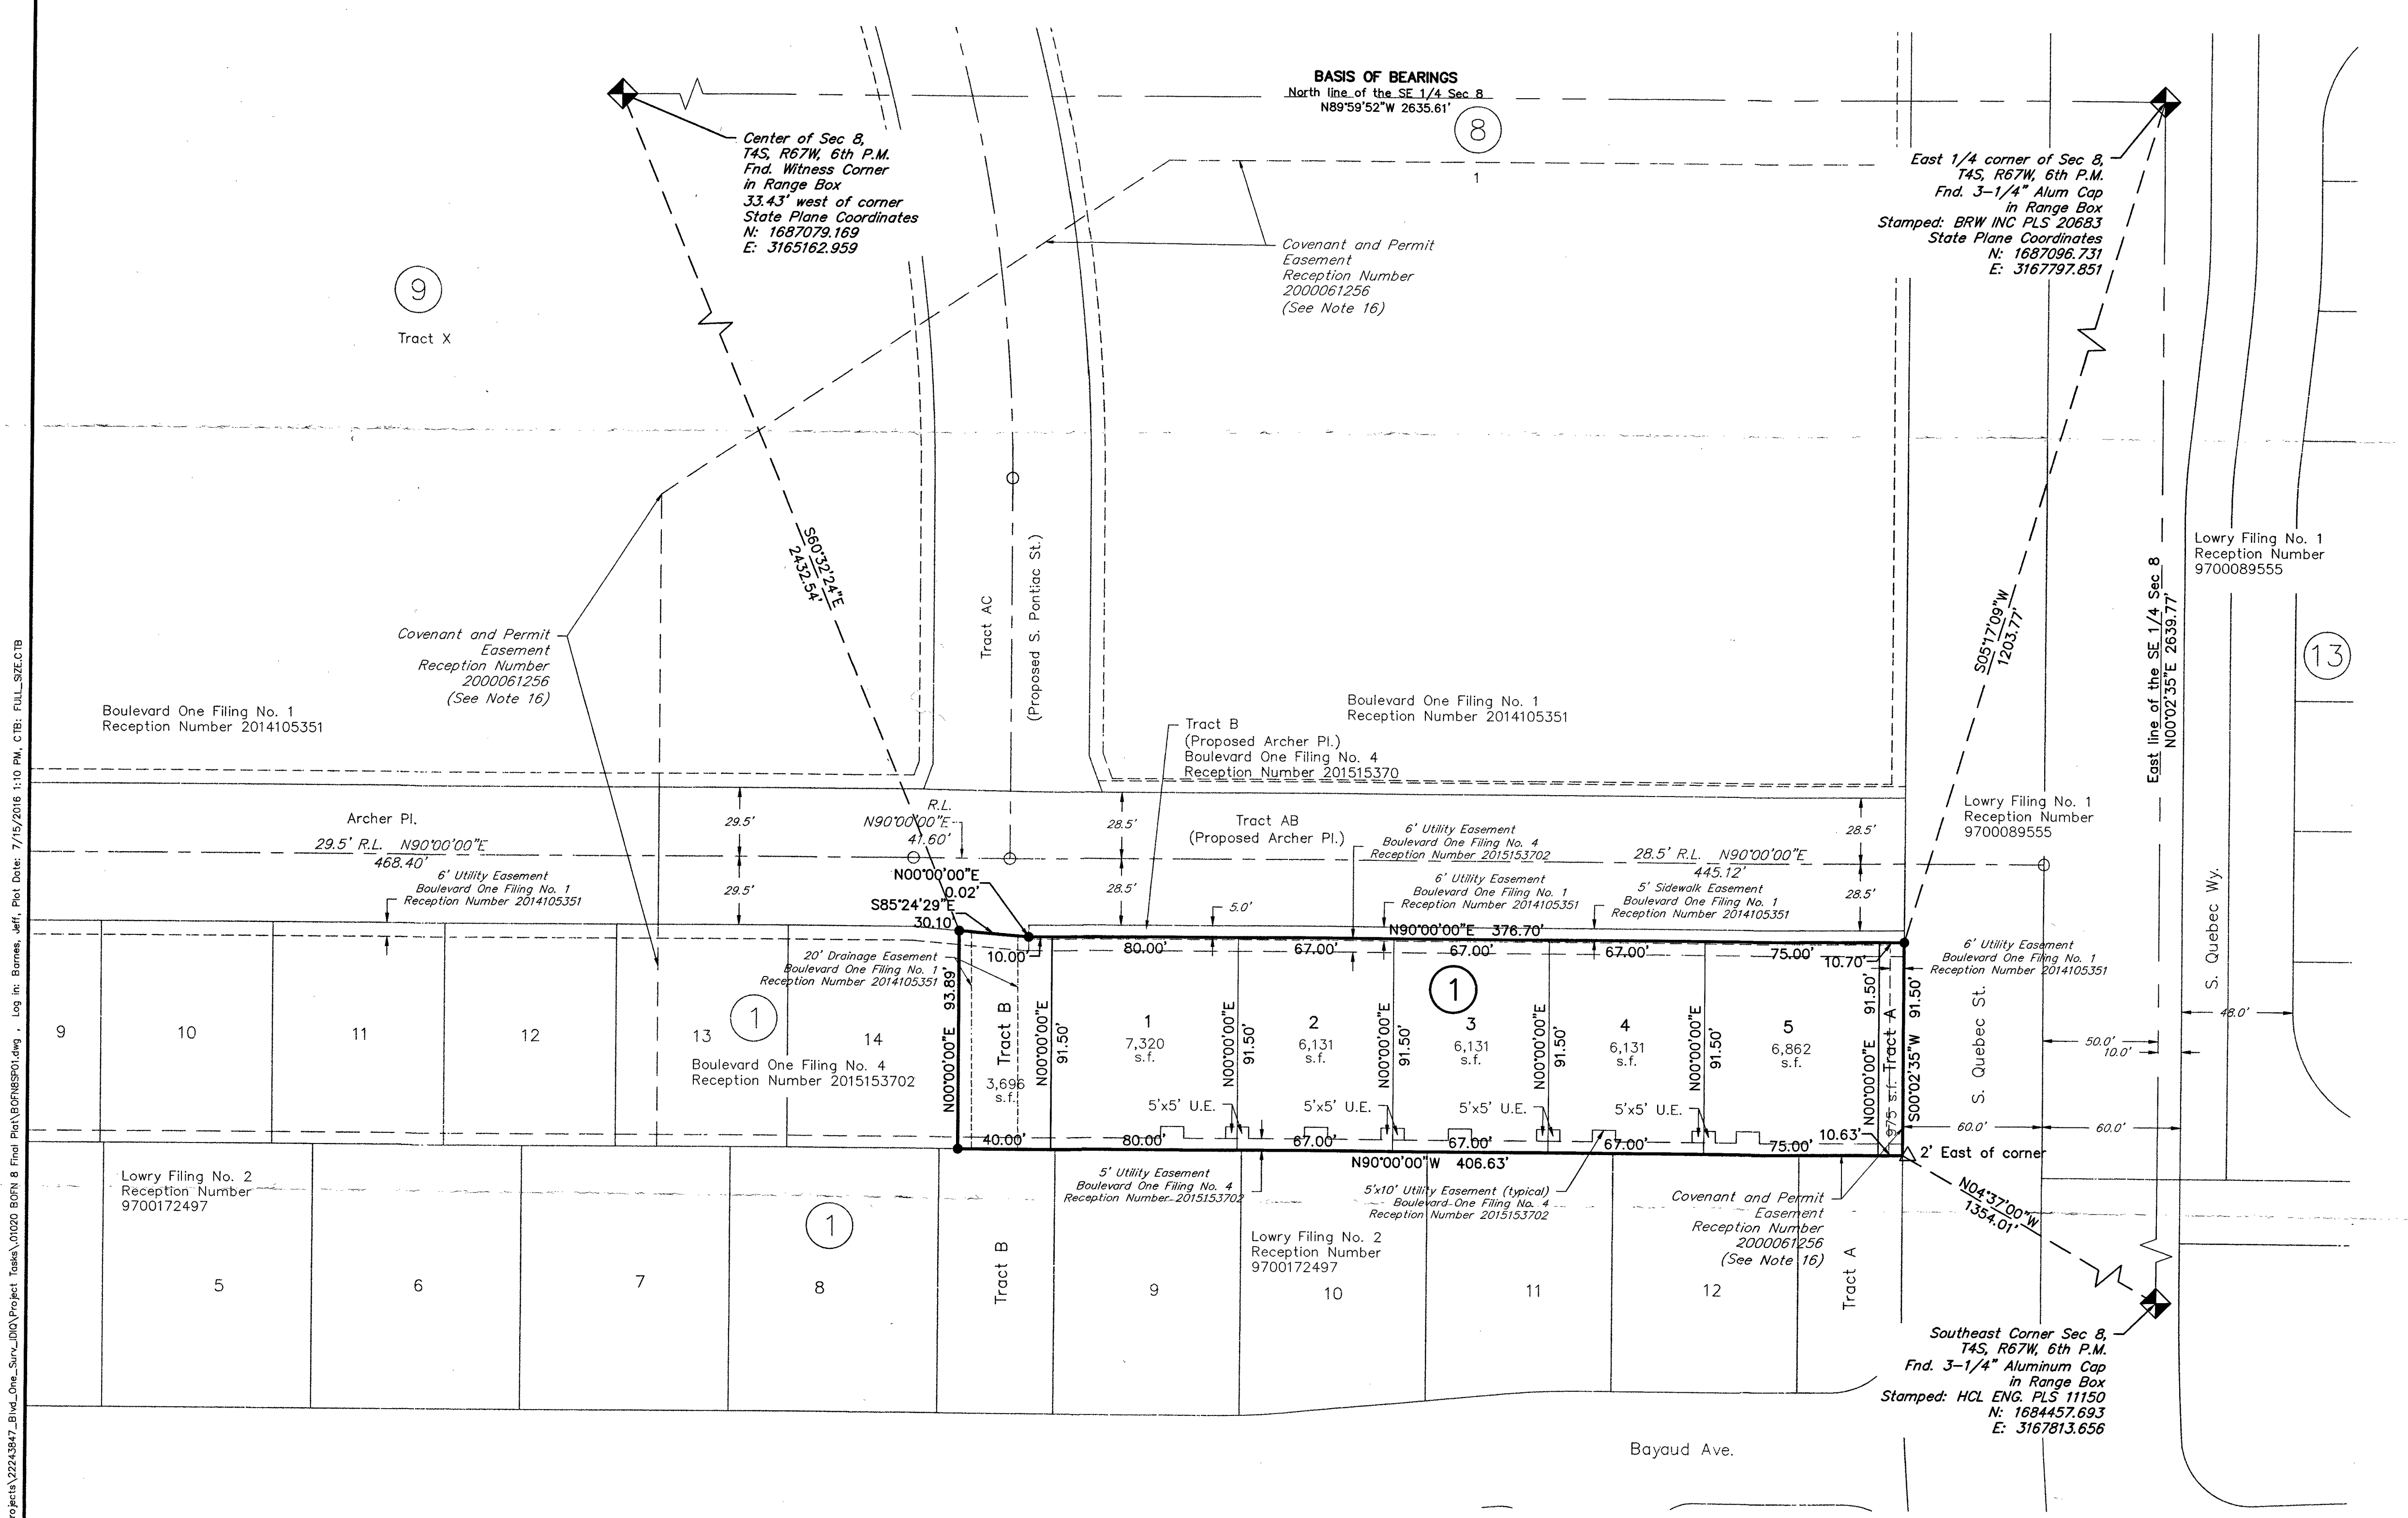 BASIS OF BEARINGS
North line of the SE 1/4 Sec 8
N89°59'52"W 2635.61'
8
1
Center of Sec 8,
T4S, R67W, 6th P.M.
Fnd. Witness Corner
in Range Box
33.43' west of corner
State Plane Coordinates
N: 1687079.169
E: 3165162.959
East 1/4 corner of Sec 8,
T4S, R67W, 6th P.M.
Fnd. 3-1/4" Alum Cap
in Range Box
Stamped: BRW INC PLS 20683
State Plane Coordinates
N: 1687096.731
E: 3167797.851
Covenant and Permit
Easement
Reception Number
2000061256
(See Note 16)
9
Tract X
S60°32'24"E
2432.54'
Tract AC
(Proposed S. Pontiac St.)
S05°17'09"W
1203.77'
East line of the SE 1/4 Sec 8
N00°02'35"E 2639.77'
Lowry Filing No. 1
Reception Number
9700089555
13
Covenant and Permit
Easement
Reception Number
2000061256
(See Note 16)
Boulevard One Filing No. 1
Reception Number 2014105351
Boulevard One Filing No. 1
Reception Number 2014105351
Tract B
(Proposed Archer Pl.)
Boulevard One Filing No. 4
Reception Number 201515370
Archer Pl.
29.5' R.L. N90°00'00"E
468.40'
6' Utility Easement
Boulevard One Filing No. 1
Reception Number 2014105351
29.5'
29.5'
R.L.
N90°00'00"E
41.60'
28.5'
28.5'
Tract AB
(Proposed Archer Pl.)
6' Utility Easement
Boulevard One Filing No. 4
Reception Number 2015153702
28.5' R.L. N90°00'00"E
445.12'
28.5'
28.5'
Lowry Filing No. 1
Reception Number
9700089555
N00°00'00"E
0.02'
S85°24'29"E
30.10'
5.0'
6' Utility Easement
Boulevard One Filing No. 1
Reception Number 2014105351
5' Sidewalk Easement
Boulevard One Filing No. 1
Reception Number 2014105351
N90°00'00"E 376.70'
10.00'
80.00'
67.00'
67.00'
67.00'
75.00'
10.70'
6' Utility Easement
Boulevard One Filing No. 1
Reception Number 2014105351
20' Drainage Easement
Boulevard One Filing No. 1
Reception Number 2014105351
9
10
11
12
13
1
14
Boulevard One Filing No. 4
Reception Number 2015153702
N00°00'00"E 93.89'
Tract B
3,696
s.f.
N00°00'00"E
91.50'
1
7,320
s.f.
N00°00'00"E
91.50'
2
6,131
s.f.
N00°00'00"E
91.50'
1
3
6,131
s.f.
N00°00'00"E
91.50'
4
6,131
s.f.
N00°00'00"E
91.50'
5
6,862
s.f.
N00°00'00"E 91.50'
975 s.f. Tract A
S00°02'35"W 91.50'
S. Quebec St.
S. Quebec Wy.
48.0'
50.0'
10.0'
60.0'
60.0'
5'x5' U.E.
5'x5' U.E.
5'x5' U.E.
5'x5' U.E.
40.00'
80.00'
67.00'
67.00'
67.00'
75.00'
10.63'
N90°00'00"W 406.63'
2' East of corner
N04°37'00"W
1354.01'
Lowry Filing No. 2
Reception Number
9700172497
5' Utility Easement
Boulevard One Filing No. 4
Reception Number 2015153702
5'x10' Utility Easement (typical)
Boulevard One Filing No. 4
Reception Number 2015153702
Covenant and Permit
Easement
Reception Number
2000061256
(See Note 16)
Lowry Filing No. 2
Reception Number
9700172497
1
5
6
7
8
Tract B
9
10
11
12
Tract A
Southeast Corner Sec 8,
T4S, R67W, 6th P.M.
Fnd. 3-1/4" Aluminum Cap
in Range Box
Stamped: HCL ENG. PLS 11150
N: 1684457.693
E: 3167813.656
Bayaud Ave.
rojects\22243847_Blvd_One_Surv_IDIQ\Project Tasks\.01020 BOFN 8 Final Plat\BOFN8SP01.dwg , Log in: Barnes, Jeff, Plot Date: 7/15/2016 1:10 PM, CTB: FULL_SIZE.CTB